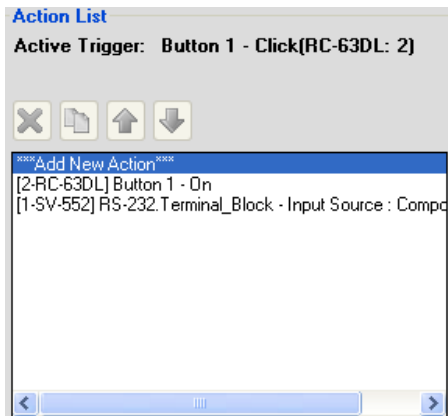 Action List
Active Trigger: Button 1 - Click(RC-63DL: 2)
***Add New Action***
[2-RC-63DL] Button 1 - On
[1-SV-552] RS-232.Terminal_Block - Input Source : Compo